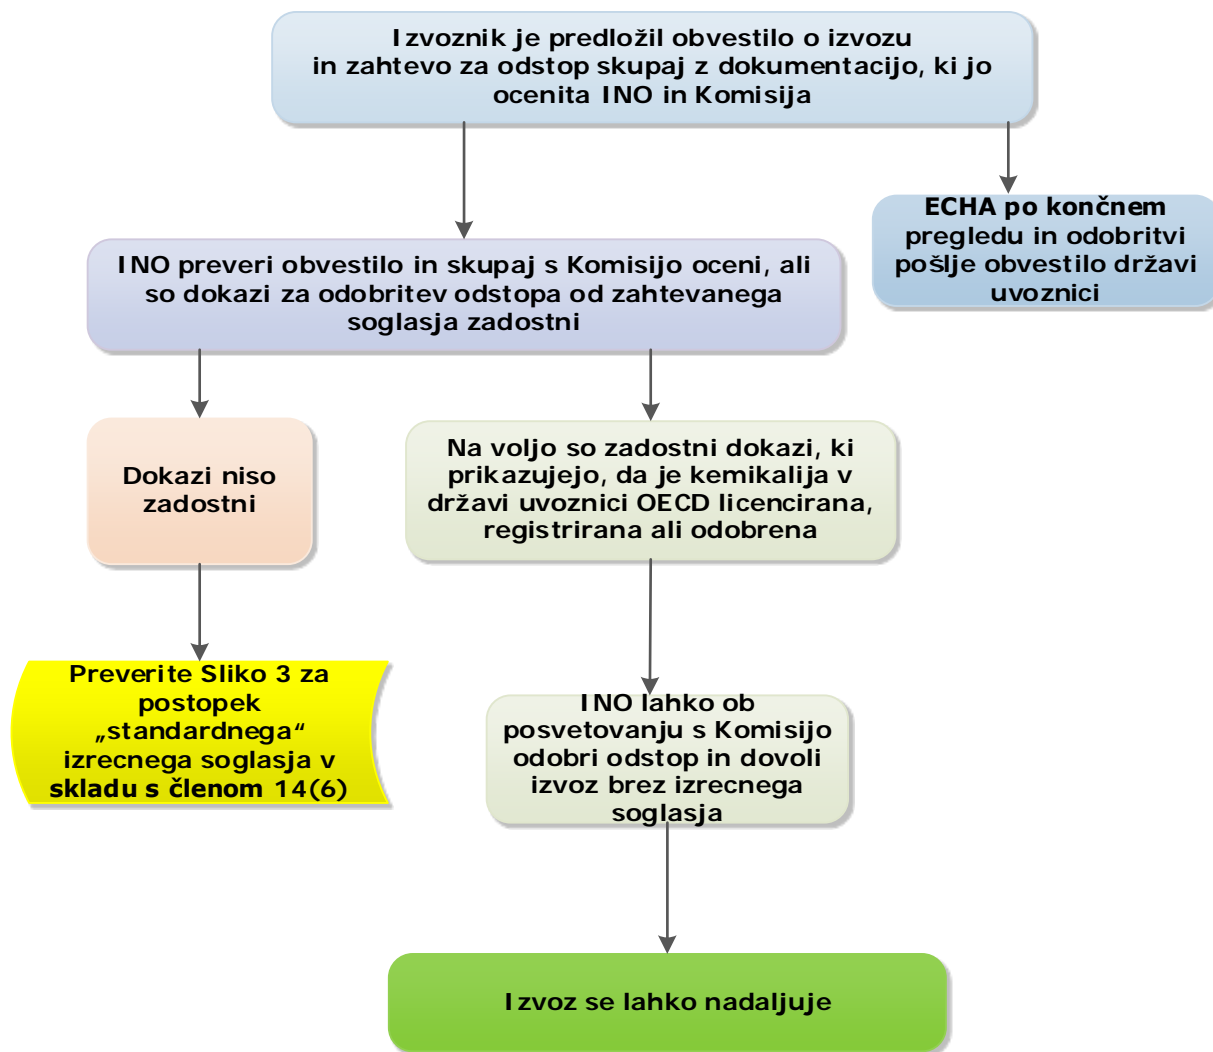 Izvoznik je predložil obvestilo o izvozu
in zahtevo za odstop skupaj z dokumentacijo, ki jo
ocenita INO in Komisija
ECHA po končnem
pregledu in odobritvi
pošlje obvestilo državi
uvoznici
INO preveri obvestilo in skupaj s Komisijo oceni, ali
so dokazi za odobritev odstopa od zahtevanega
soglasja zadostni
Dokazi niso
zadostni
Na voljo so zadostni dokazi, ki
prikazujejo, da je kemikalija v
državi uvoznici OECD licencirana,
registrirana ali odobrena
Preverite Sliko 3 za
postopek
„standardnega“
izrecnega soglasja v
skladu s členom 14(6)
INO lahko ob
posvetovanju s Komisijo
odobri odstop in dovoli
izvoz brez izrecnega
soglasja
Izvoz se lahko nadaljuje